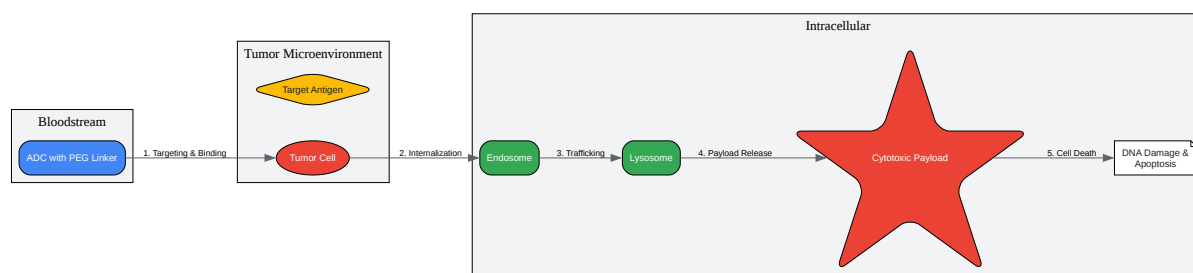 Intracellular
Tumor Microenvironment
Target Antigen
Bloodstream
ADC with PEG Linker
1. Targeting & Binding
Tumor Cell
2. Internalization
Endosome
3. Trafficking
Lysosome
4. Payload Release
Cytotoxic Payload
5. Cell Death
DNA Damage &
Apoptosis